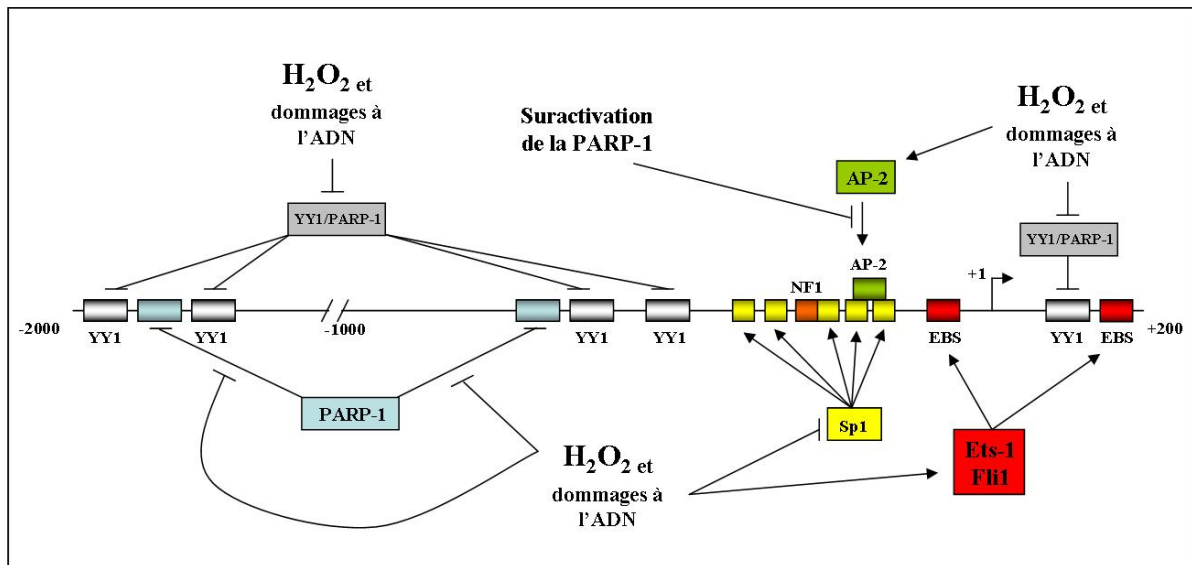 H₂O₂ et
dommages à
l'ADN
Suractivation
de la PARP-1
H₂O₂ et
dommages à
l'ADN
AP-2
YY1/PARP-1
YY1/PARP-1
AP-2
NF1
+1
-2000
YY1
YY1
-1000
YY1
YY1
EBS
YY1
EBS
+200
PARP-1
Sp1
Ets-1
Fli1
H₂O₂ et
dommages à
l'ADN